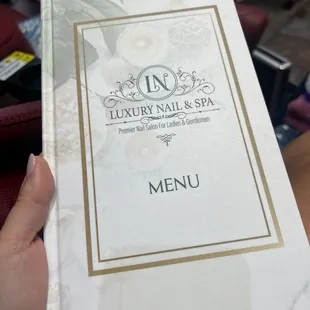 LN
LUXURY NAIL & SPA
Premier Nail Salon For Ladies & Gentlemen
MENU